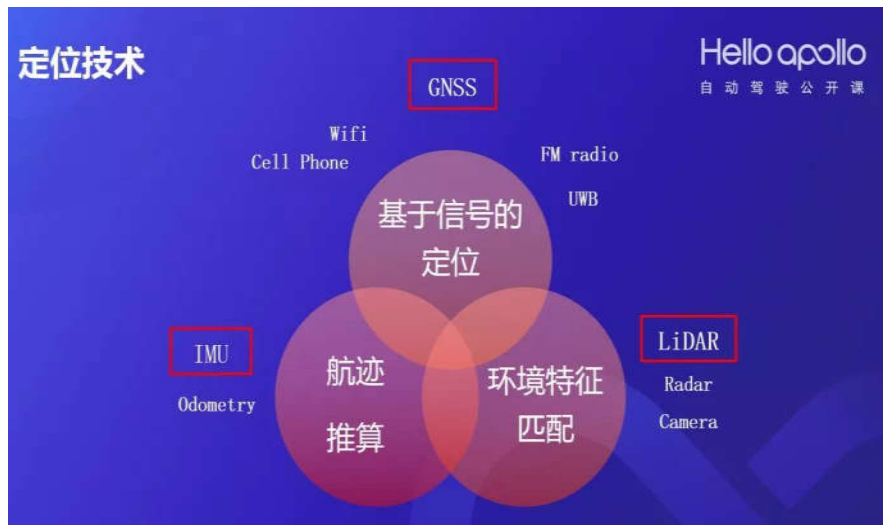 定位技术
Hello apollo
自动驾驶公开课
GNSS
Wifi
Cell Phone
FM radio
UWB
基于信号的
定位
IMU
Odometry
航迹
推算
环境特征
匹配
LiDAR
Radar
Camera